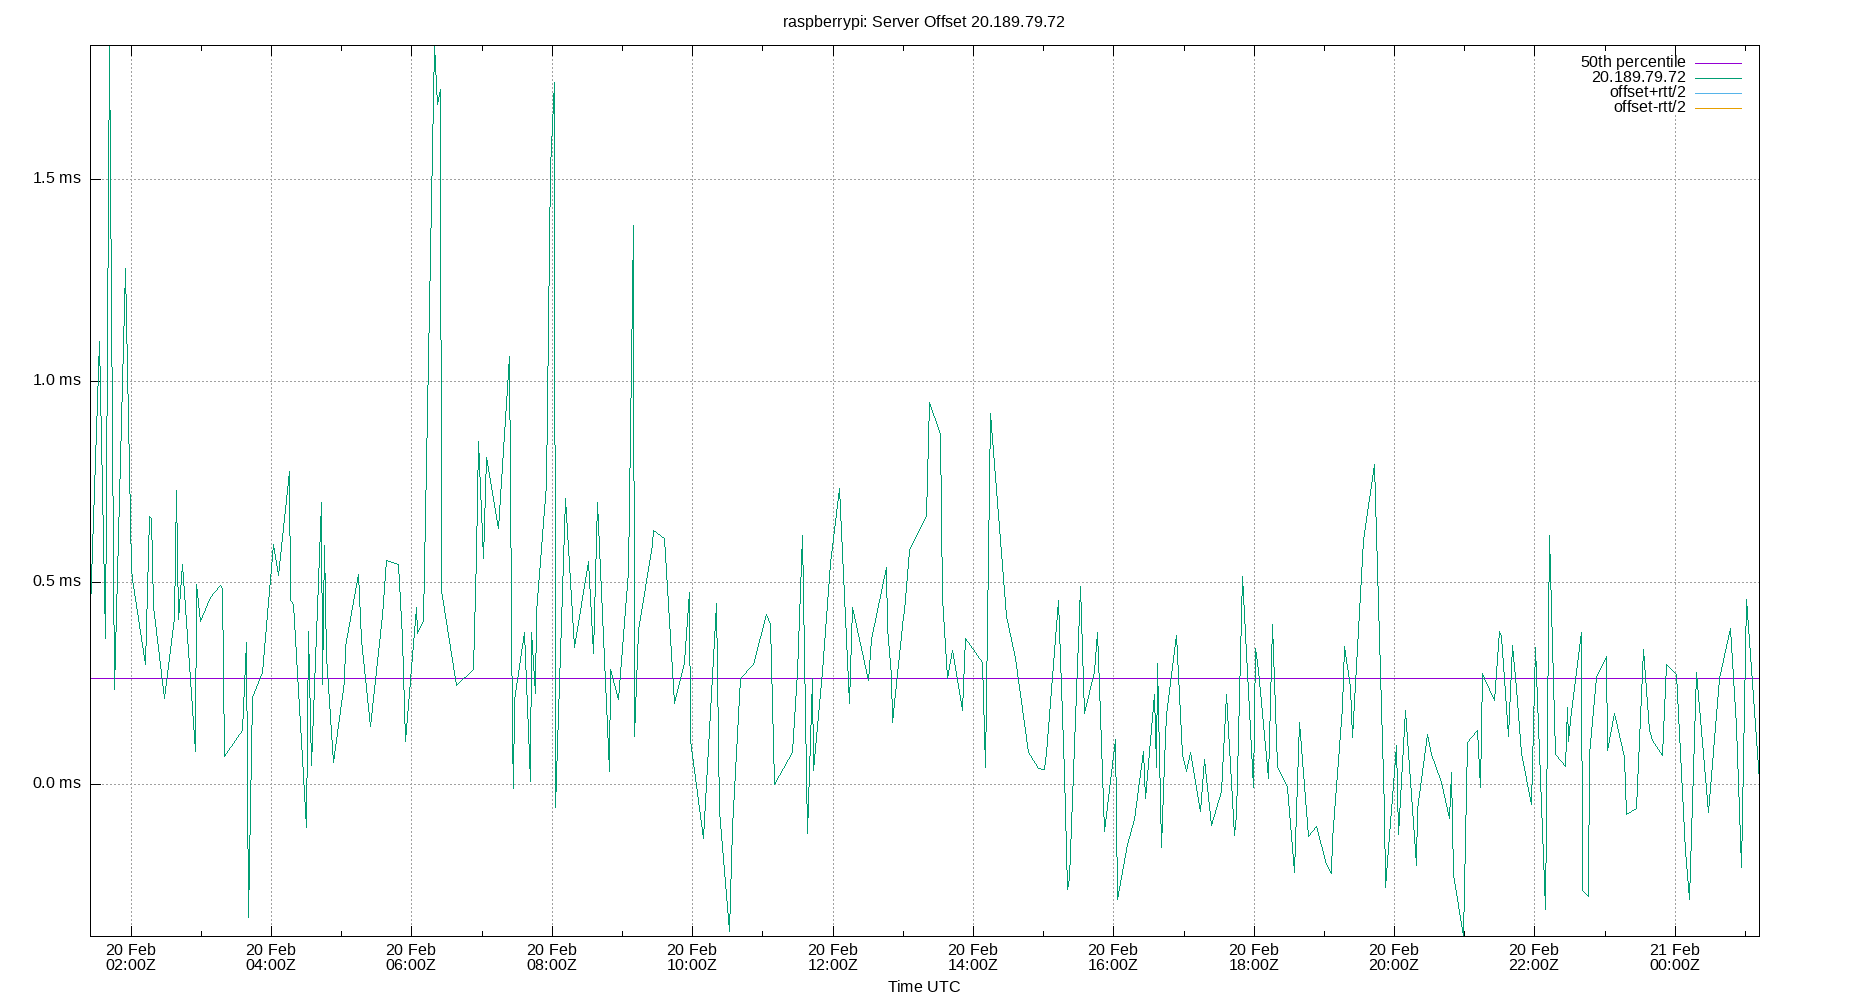 raspberrypi: Server Offset 20.189.79.72
50th percentile
20.189.79.72
offset+rtt/2
offset-rtt/2
1.5 ms
1.0 ms
0.5 ms
0.0 ms
20 Feb 20 Feb 20 Feb 20 Feb 20 Feb 20 Feb 20 Feb 20 Feb 20 Feb 20 Feb 20 Feb 21 Feb
02:00Z 04:00Z 06:00Z 08:00Z 10:00Z 12:00Z 14:00Z 16:00Z 18:00Z 20:00Z 22:00Z 00:00Z
Time UTC